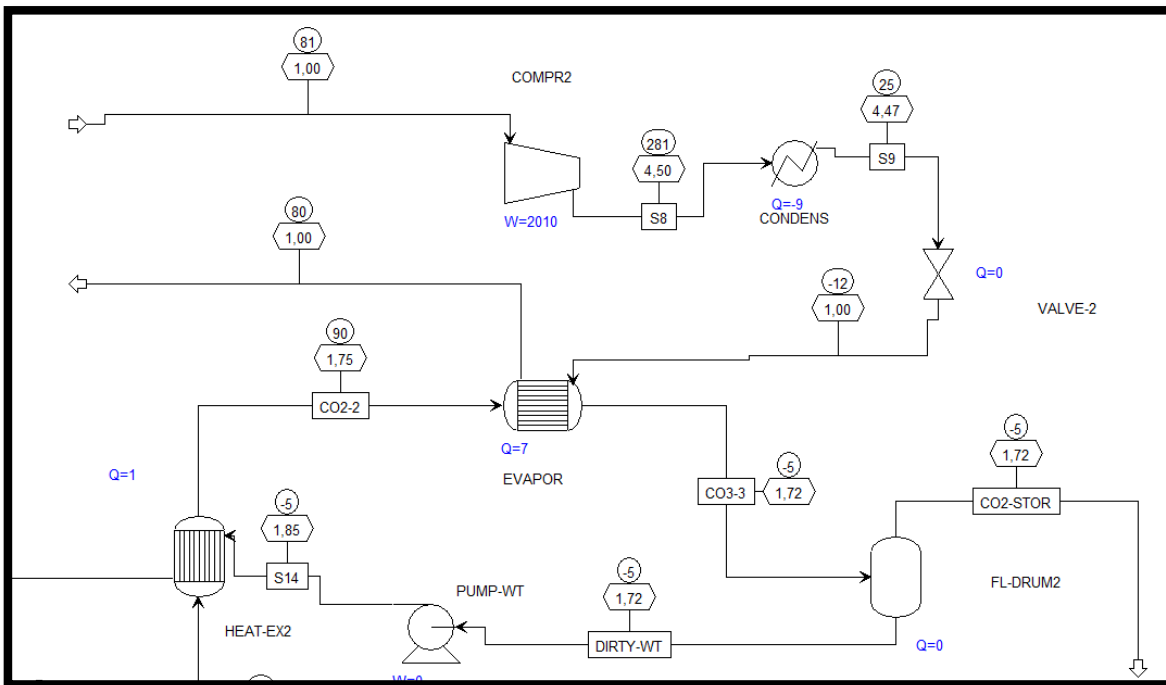 81
1,00
COMPR2
25
4,47
281
4,50
S9
S8
Q=-9
CONDENS
W=2010
80
1,00
Q=0
-12
1,00
VALVE-2
90
1,75
CO2-2
Q=7
EVAPOR
Q=1
-5
1,72
CO2-STOR
-5
CO3-3
1,72
-5
1,85
S14
-5
1,72
PUMP-WT
FL-DRUM2
HEAT-EX2
DIRTY-WT
Q=0
W=0